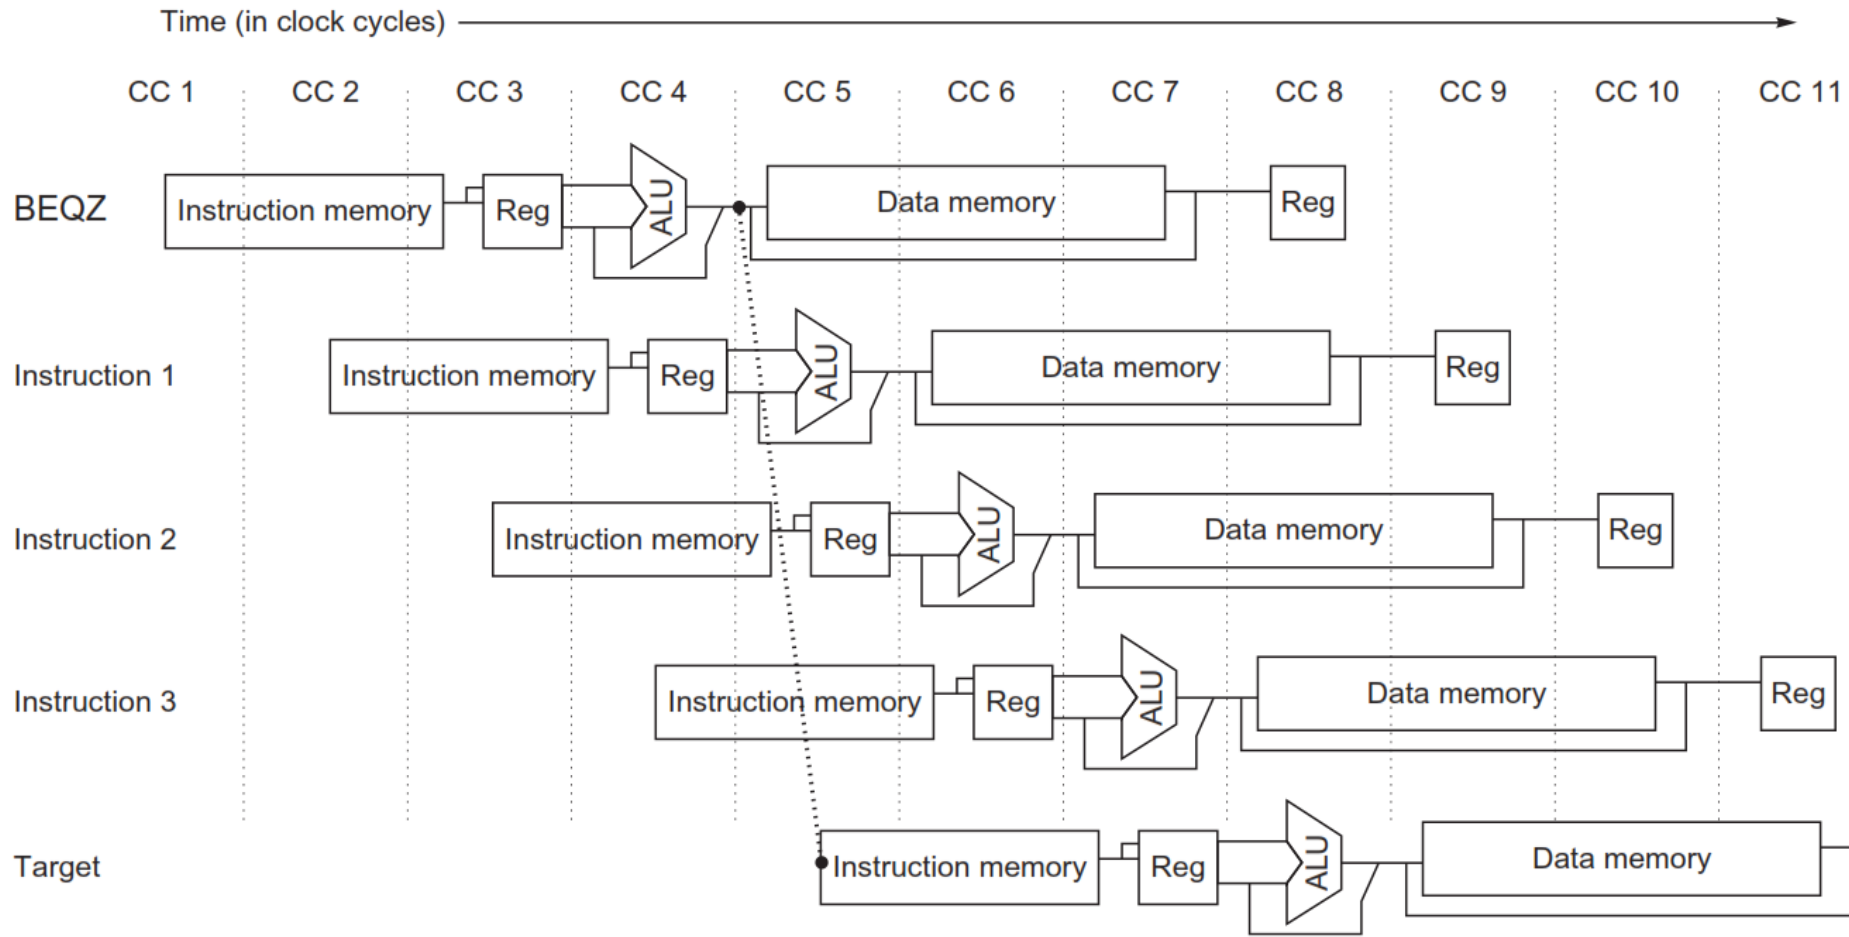 Time (in clock cycles)
CC 1 CC 2 CC 3 CC 4 CC 5 CC 6 CC 7 CC 8 CC 9 CC 10 CC 11
BEQZ Instruction memory Reg ALU Data memory Reg
Instruction 1 Instruction memory Reg ALU Data memory Reg
Instruction 2 Instruction memory Reg ALU Data memory Reg
Instruction 3 Instruction memory Reg ALU Data memory Reg
Target Instruction memory Reg ALU Data memory